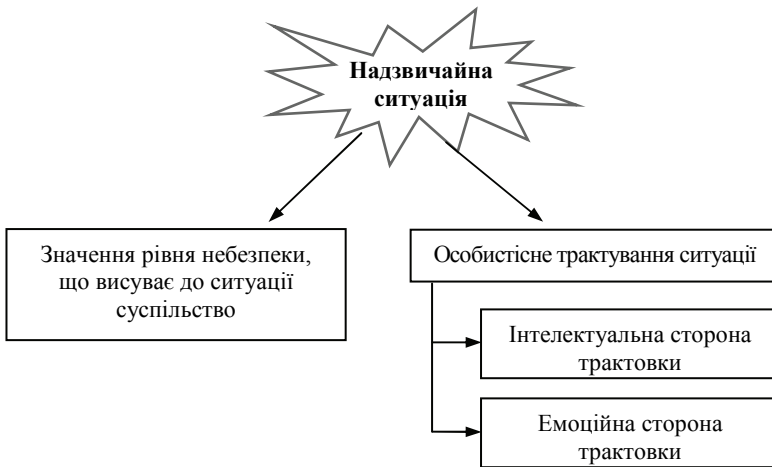 Надзвичайна
ситуація
Значення рівня небезпеки,
що висуває до ситуації
суспільство
Особистісне трактування ситуації
Інтелектуальна сторона
трактовки
Емоційна сторона
трактовки